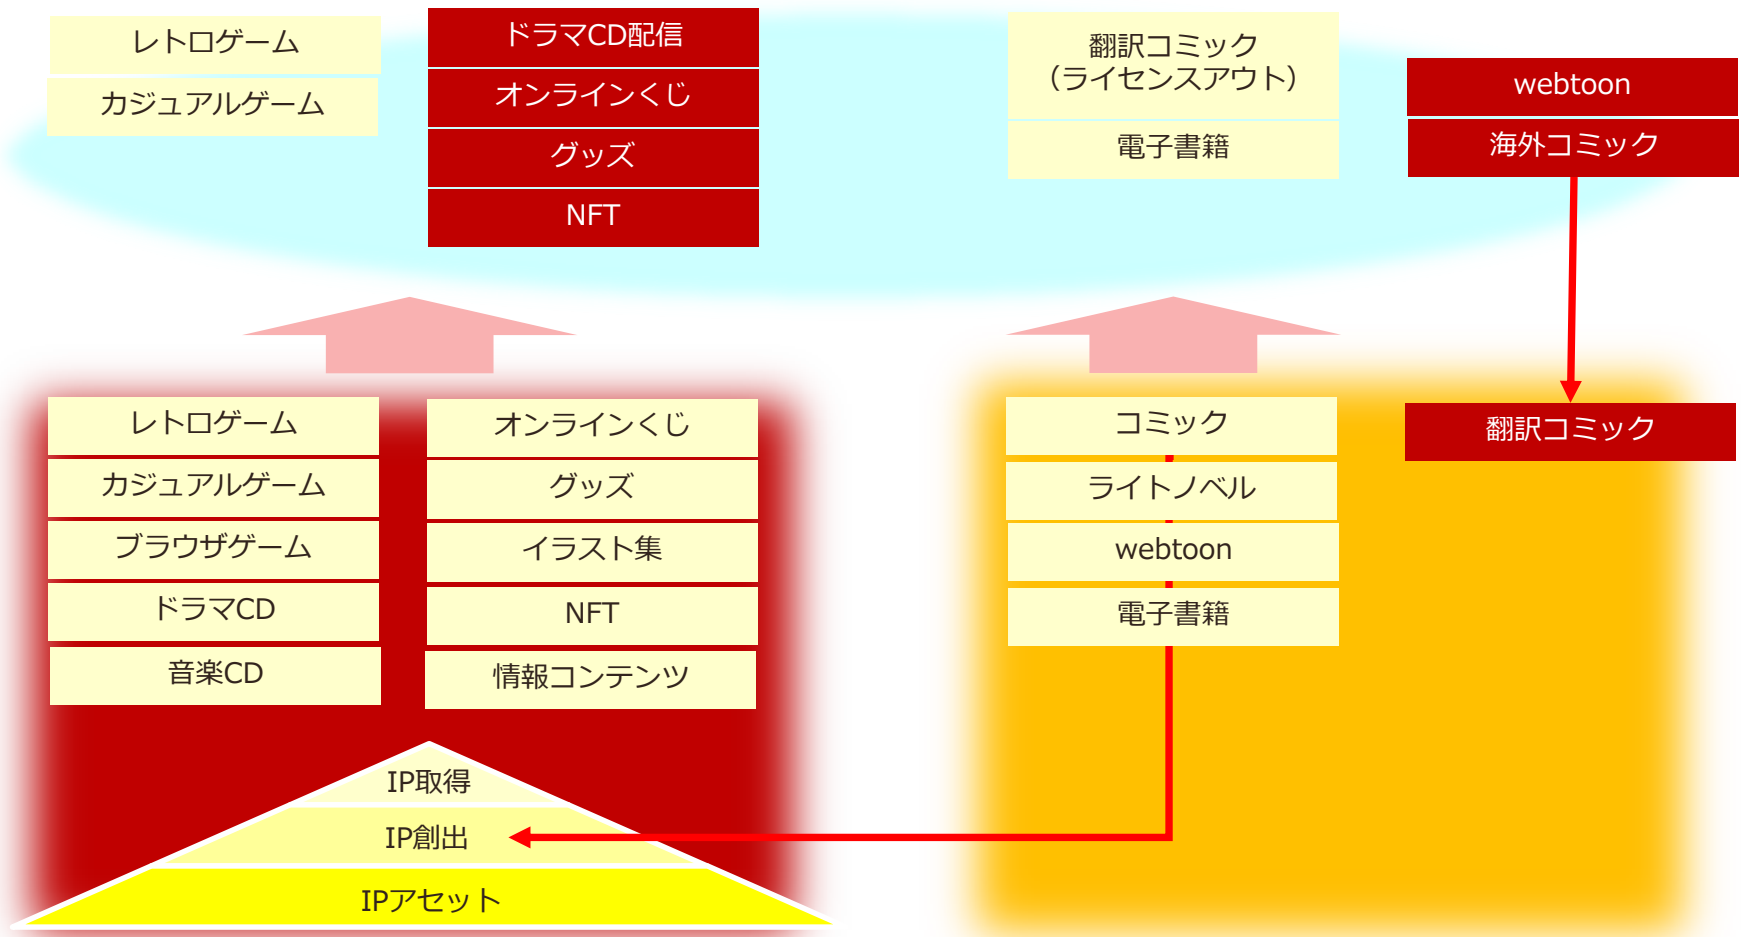 レトロゲーム
カジュアルゲーム
ドラマCD配信
オンラインくじ
グッズ
NFT
翻訳コミック
（ライセンスアウト）
電子書籍
webtoon
海外コミック
レトロゲーム
カジュアルゲーム
ブラウザゲーム
ドラマCD
音楽CD
オンラインくじ
グッズ
イラスト集
NFT
情報コンテンツ
コミック
ライトノベル
webtoon
電子書籍
翻訳コミック
IP取得
IP創出
IPアセット